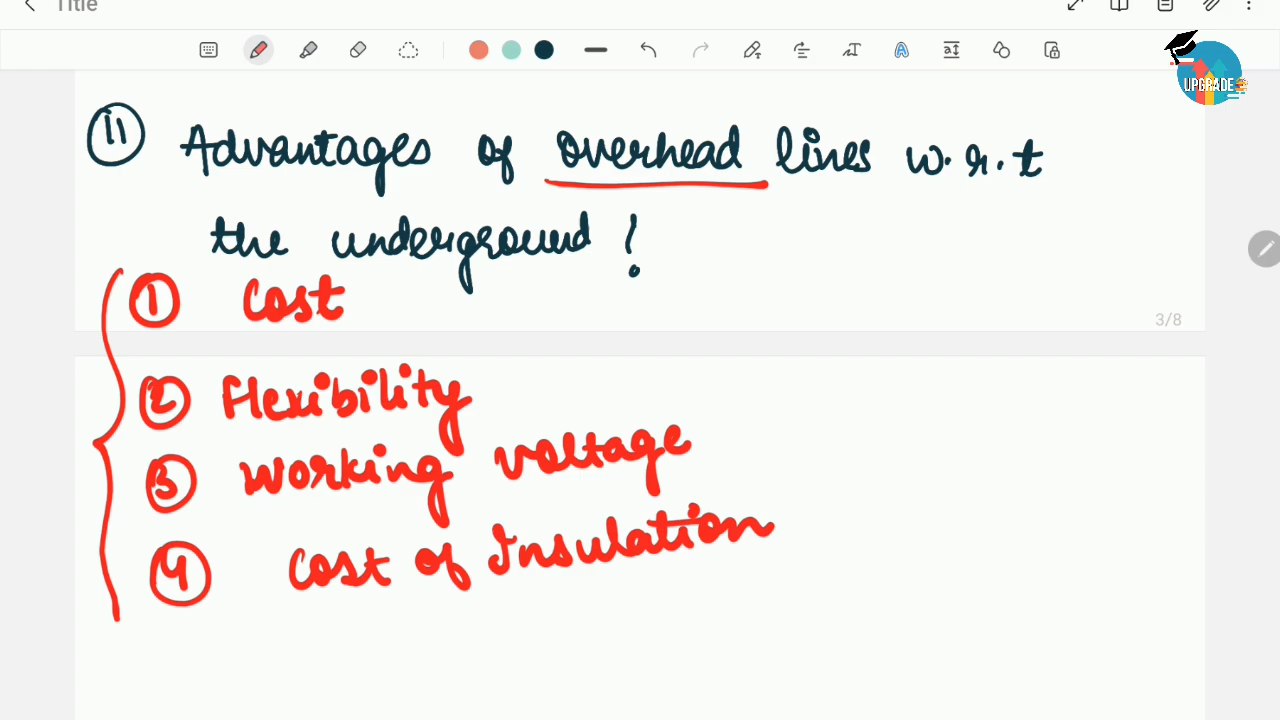 Title
UPGRADE
11 Advantages of overhead lines w.r.t
the underground !
3/8
1 Cost
2 Flexibility
3 Working voltage
4 Cost of Insulation